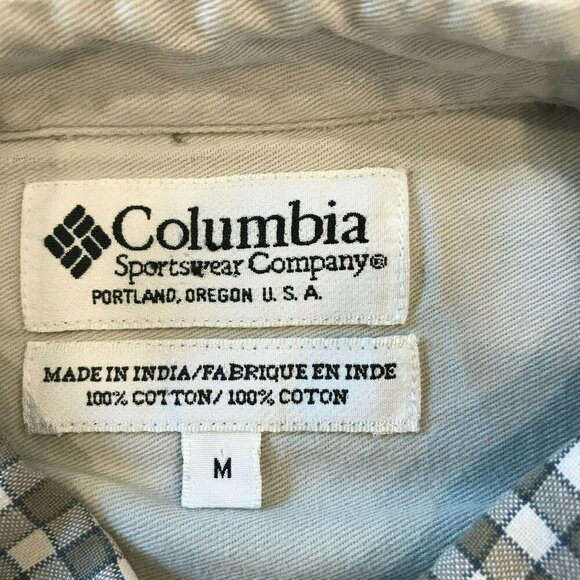 Columbia
Sportswear Company®
PORTLAND, OREGON U. S. A.
MADE IN INDIA/FABRIQUE EN INDE
100% COTTON/ 100% COTON
M